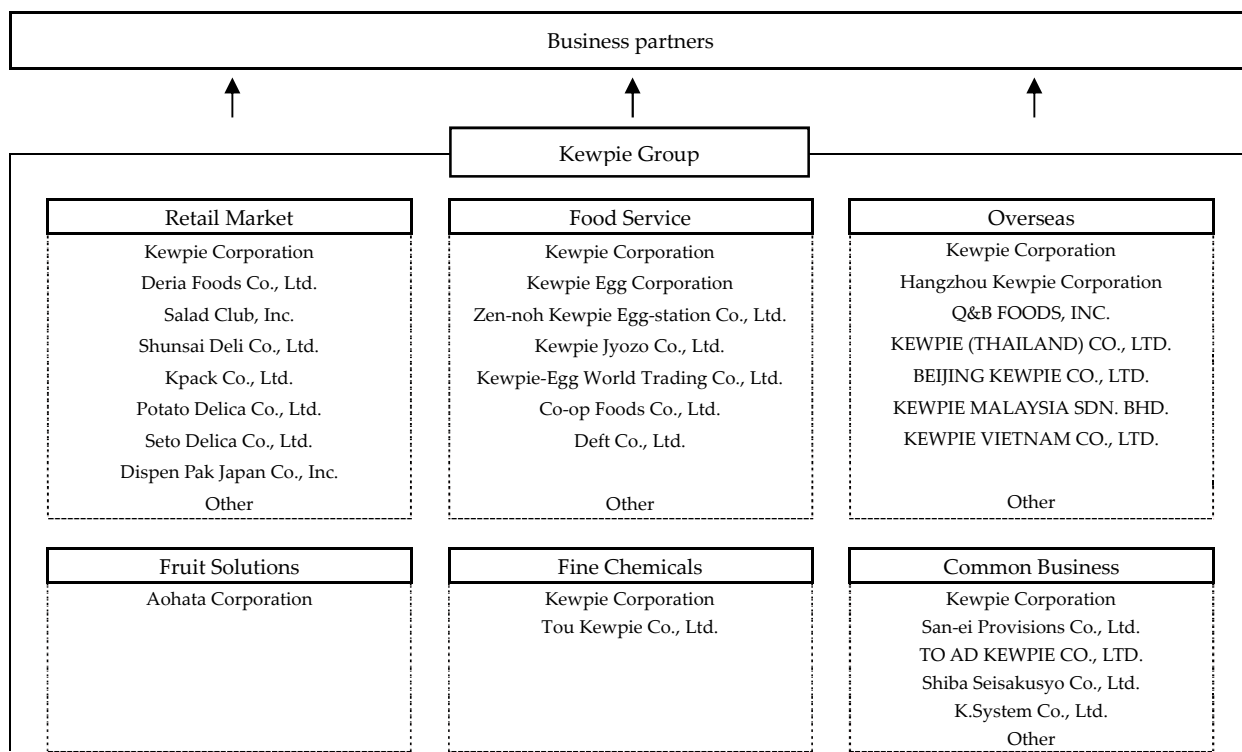 Business partners
Kewpie Group
Retail Market
Kewpie Corporation
Deria Foods Co., Ltd.
Salad Club, Inc.
Shunsai Deli Co., Ltd.
Kpack Co., Ltd.
Potato Delica Co., Ltd.
Seto Delica Co., Ltd.
Dispen Pak Japan Co., Inc.
Other
Food Service
Kewpie Corporation
Kewpie Egg Corporation
Zen-noh Kewpie Egg-station Co., Ltd.
Kewpie Jyozo Co., Ltd.
Kewpie-Egg World Trading Co., Ltd.
Co-op Foods Co., Ltd.
Deft Co., Ltd.
Other
Overseas
Kewpie Corporation
Hangzhou Kewpie Corporation
Q&B FOODS, INC.
KEWPIE (THAILAND) CO., LTD.
BEIJING KEWPIE CO., LTD.
KEWPIE MALAYSIA SDN. BHD.
KEWPIE VIETNAM CO., LTD.
Other
Fruit Solutions
Aohata Corporation
Fine Chemicals
Kewpie Corporation
Tou Kewpie Co., Ltd.
Common Business
Kewpie Corporation
San-ei Provisions Co., Ltd.
TO AD KEWPIE CO., LTD.
Shiba Seisakusyo Co., Ltd.
K.System Co., Ltd.
Other